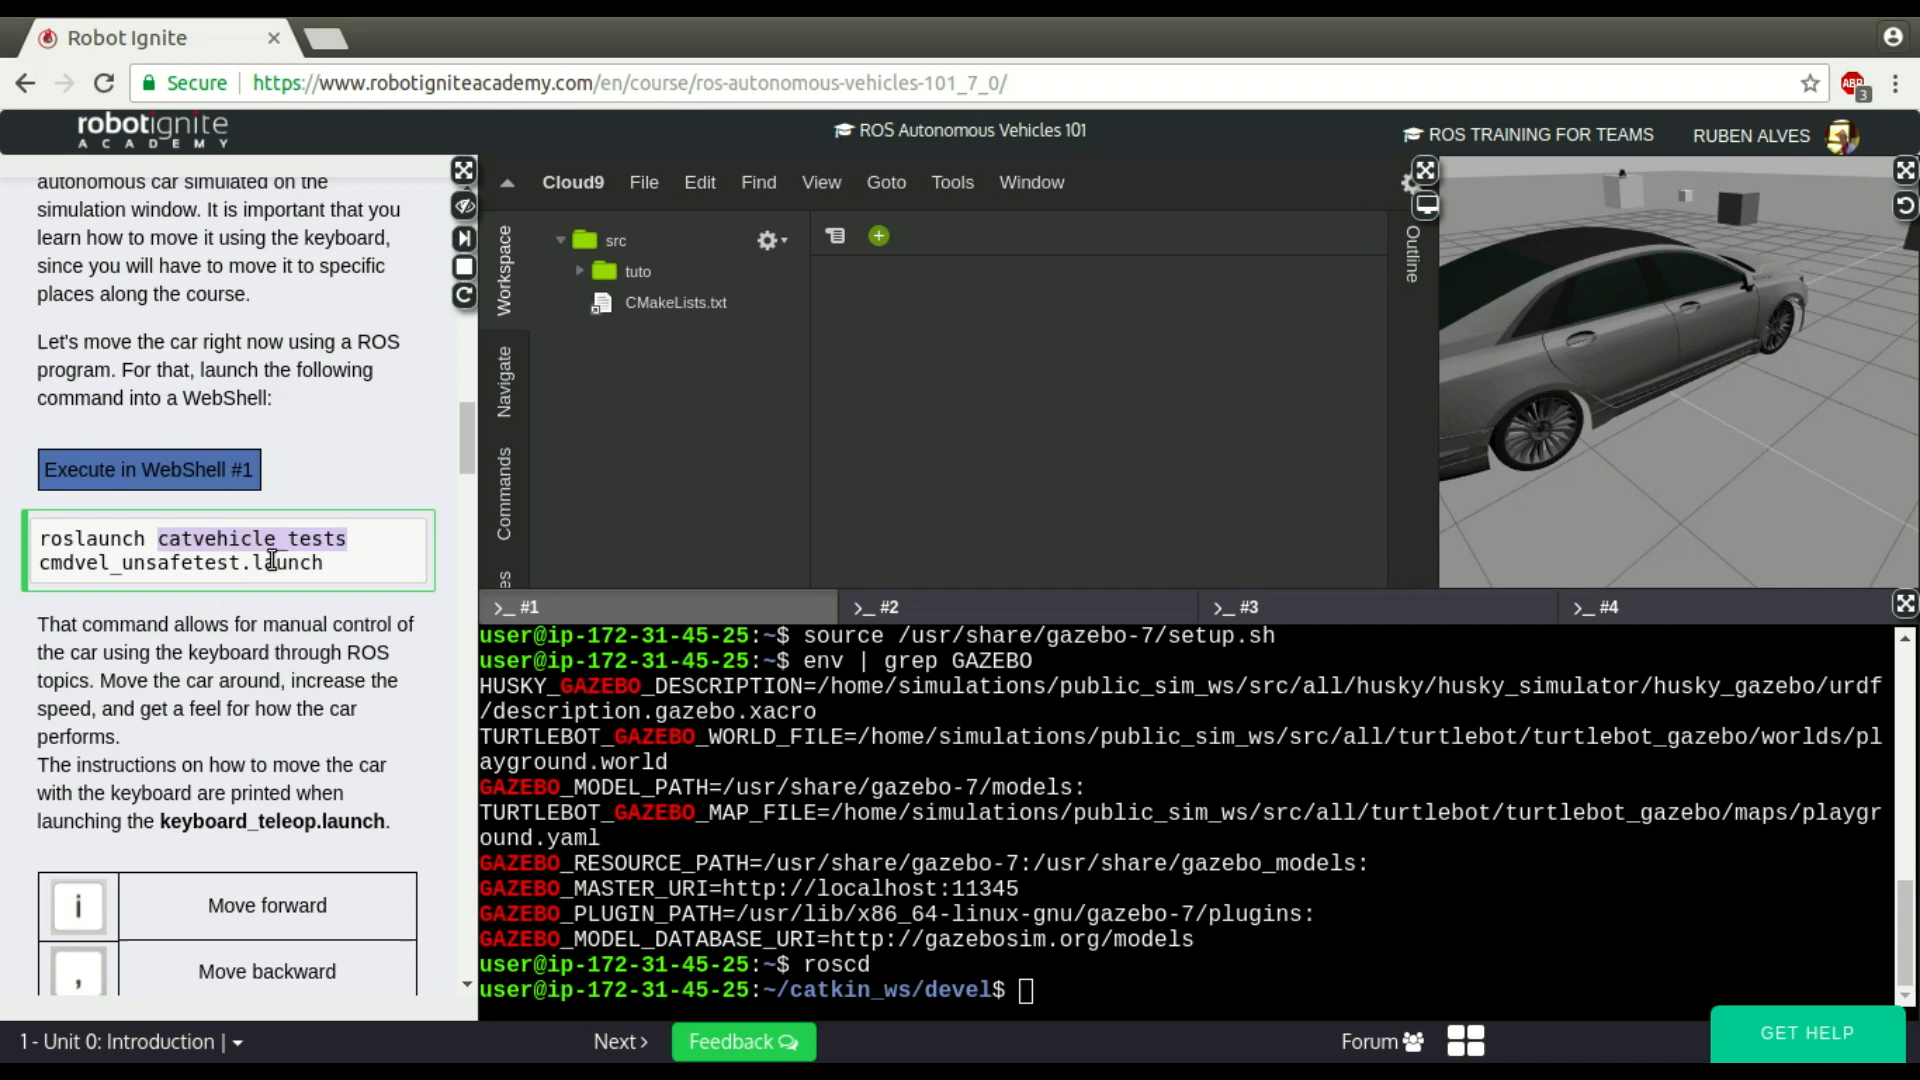 Robot Ignite
Secure
https://www.robotigniteacademy.com/en/course/ros-autonomous-vehicles-101_7_0/
ABP
3
robotignite
ACADEMY
ROS Autonomous Vehicles 101
ROS TRAINING FOR TEAMS
RUBEN ALVES
autonomous car simulated on the
simulation window. It is important that you
learn how to move it using the keyboard,
since you will have to move it to specific
places along the course.
Let's move the car right now using a ROS
program. For that, launch the following
command into a WebShell:
Execute in WebShell #1
roslaunch catvehicle_tests
cmdvel_unsafetest.launch
That command allows for manual control of
the car using the keyboard through ROS
topics. Move the car around, increase the
speed, and get a feel for how the car
performs.
The instructions on how to move the car
with the keyboard are printed when
launching the keyboard_teleop.launch.
i
Move forward
,
Move backward
Cloud9 File Edit Find View Goto Tools Window
Workspace
Navigate
Commands
es
src
tuto
CMakeLists.txt
Outline
>_ #1
>_ #2
>_ #3
>_ #4
user@ip-172-31-45-25:~$ source /usr/share/gazebo-7/setup.sh
user@ip-172-31-45-25:~$ env | grep GAZEBO
HUSKY_GAZEBO_DESCRIPTION=/home/simulations/public_sim_ws/src/all/husky/husky_simulator/husky_gazebo/urdf
/description.gazebo.xacro
TURTLEBOT_GAZEBO_WORLD_FILE=/home/simulations/public_sim_ws/src/all/turtlebot/turtlebot_gazebo/worlds/pl
ayground.world
GAZEBO_MODEL_PATH=/usr/share/gazebo-7/models:
TURTLEBOT_GAZEBO_MAP_FILE=/home/simulations/public_sim_ws/src/all/turtlebot/turtlebot_gazebo/maps/playgr
ound.yaml
GAZEBO_RESOURCE_PATH=/usr/share/gazebo-7:/usr/share/gazebo_models:
GAZEBO_MASTER_URI=http://localhost:11345
GAZEBO_PLUGIN_PATH=/usr/lib/x86_64-linux-gnu/gazebo-7/plugins:
GAZEBO_MODEL_DATABASE_URI=http://gazebosim.org/models
user@ip-172-31-45-25:~$ roscd
user@ip-172-31-45-25:~/catkin_ws/devel$
1 - Unit 0: Introduction |
Next >
Feedback
Forum
GET HELP